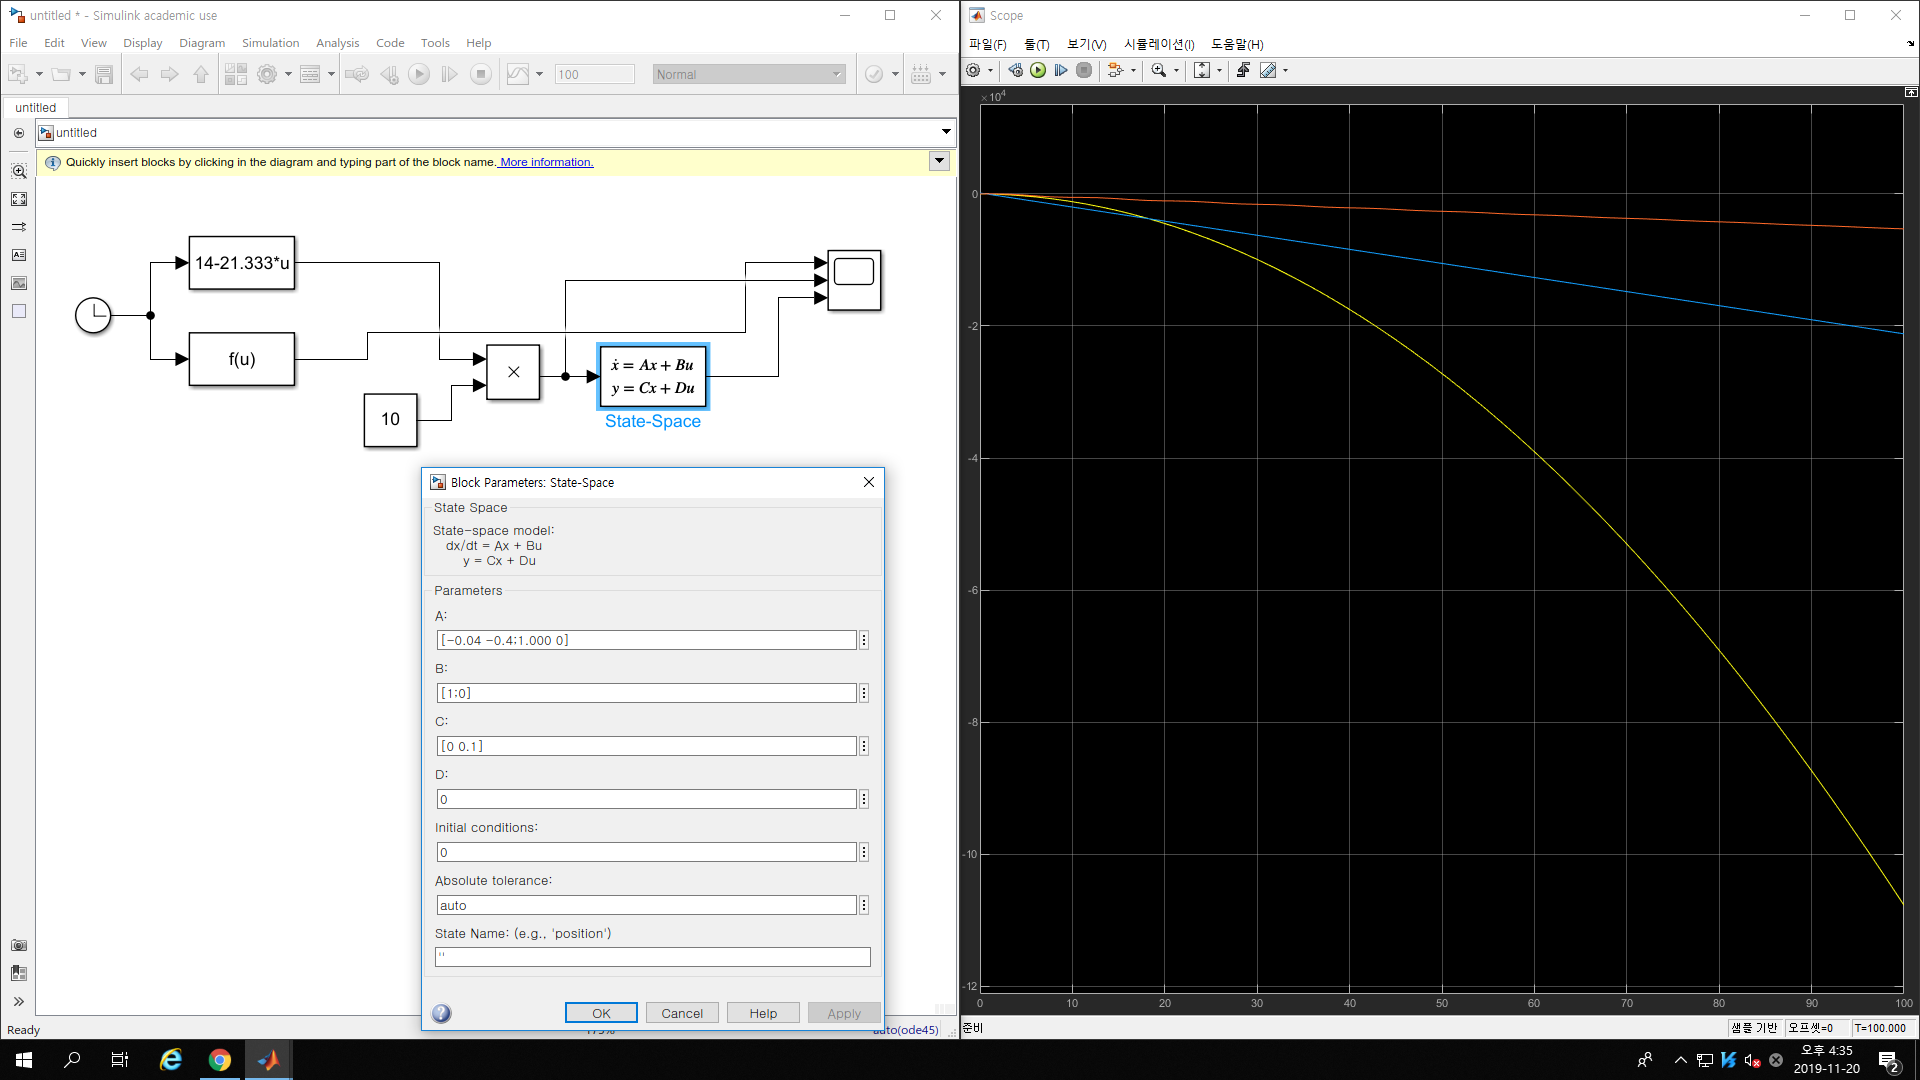 untitled * - Simulink academic use
File Edit View Display Diagram Simulation Analysis Code Tools Help
100
Normal
untitled
untitled
Quickly insert blocks by clicking in the diagram and typing part of the block name. More information.
14-21.333*u
f(u)
10
×
ẋ = Ax + Bu
y = Cx + Du
State-Space
Block Parameters: State-Space
State Space
State-space model:
dx/dt = Ax + Bu
y = Cx + Du
Parameters
A:
[-0.04 -0.4;1.000 0]
B:
[1;0]
C:
[0 0.1]
D:
0
Initial conditions:
0
Absolute tolerance:
auto
State Name: (e.g., 'position')
''
OK Cancel Help Apply
Ready
auto(ode45)
Scope
파일(F) 툴(T) 보기(V) 시뮬레이션(I) 도움말(H)
×10⁴
0
-2
-4
-6
-8
-10
-12
0 10 20 30 40 50 60 70 80 90 100
준비
샘플 기반 오프셋=0 T=100.000
오후 4:35
2019-11-20
2